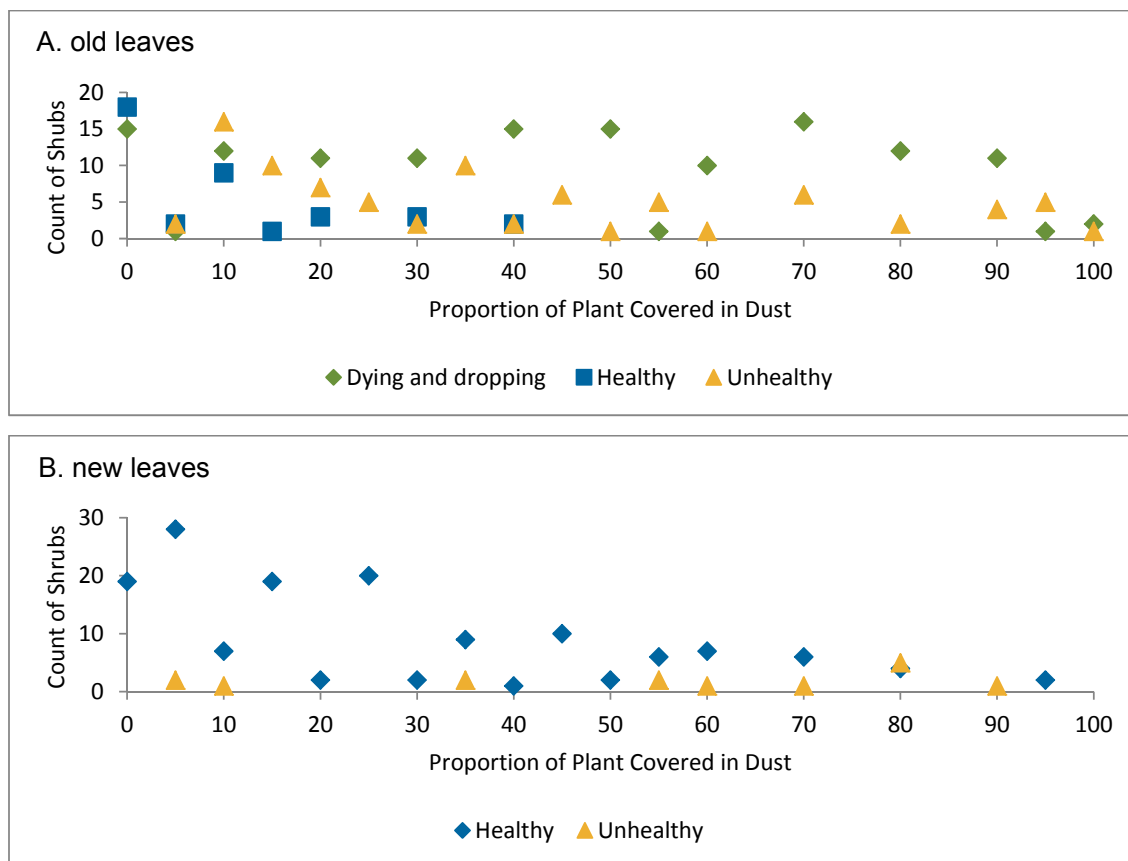 A. old leaves
Count of Shubs
20
15
10
5
0
0 10 20 30 40 50 60 70 80 90 100
Proportion of Plant Covered in Dust
Dying and dropping Healthy Unhealthy
B. new leaves
Count of Shrubs
30
20
10
0
0 10 20 30 40 50 60 70 80 90 100
Proportion of Plant Covered in Dust
Healthy Unhealthy